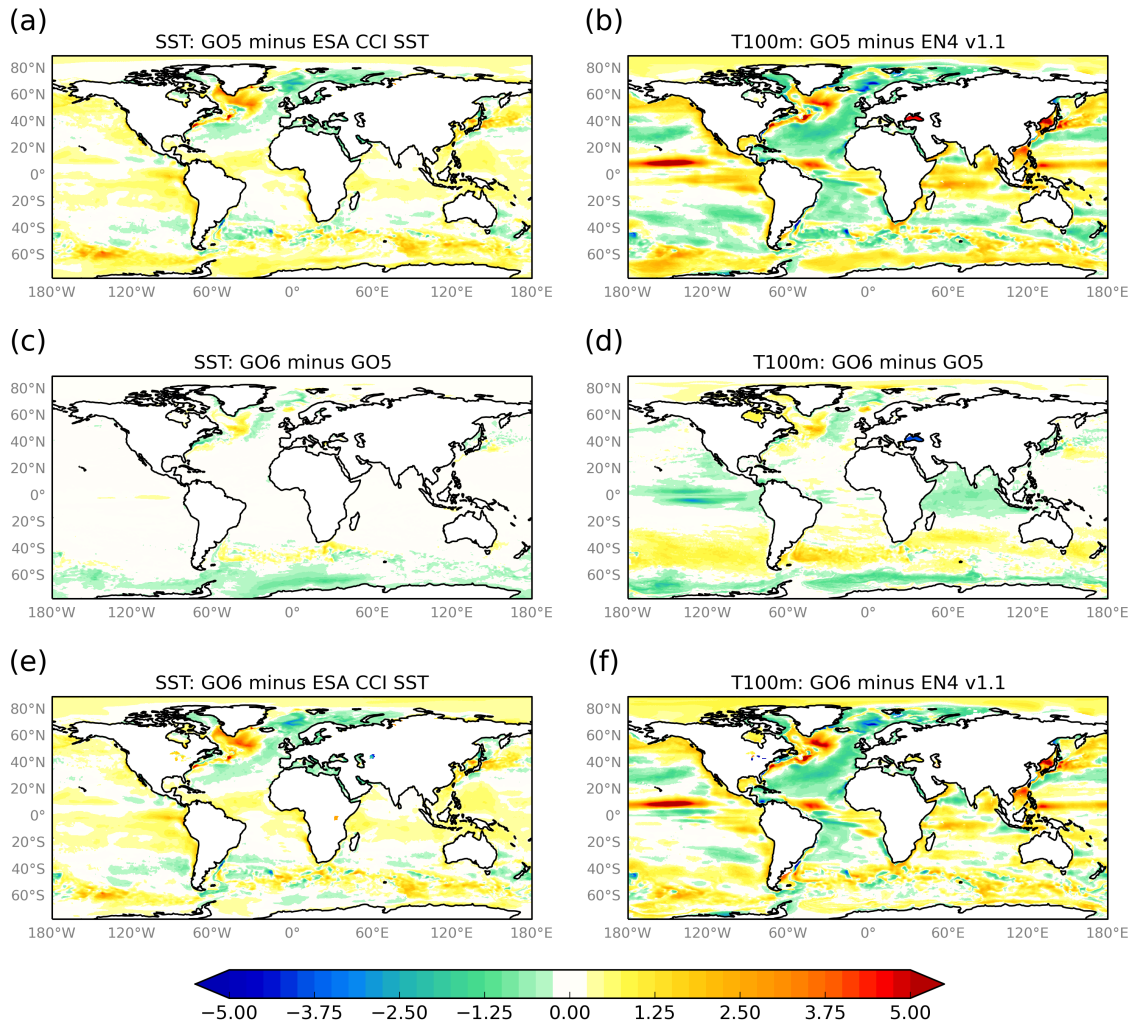 (a)
SST: GO5 minus ESA CCI SST
80°N
60°N
40°N
20°N
0°
20°S
40°S
60°S
180°W 120°W 60°W 0° 60°E 120°E 180°E
(b)
T100m: GO5 minus EN4 v1.1
80°N
60°N
40°N
20°N
0°
20°S
40°S
60°S
180°W 120°W 60°W 0° 60°E 120°E 180°E
(c)
SST: GO6 minus GO5
80°N
60°N
40°N
20°N
0°
20°S
40°S
60°S
180°W 120°W 60°W 0° 60°E 120°E 180°E
(d)
T100m: GO6 minus GO5
80°N
60°N
40°N
20°N
0°
20°S
40°S
60°S
180°W 120°W 60°W 0° 60°E 120°E 180°E
(e)
SST: GO6 minus ESA CCI SST
80°N
60°N
40°N
20°N
0°
20°S
40°S
60°S
180°W 120°W 60°W 0° 60°E 120°E 180°E
(f)
T100m: GO6 minus EN4 v1.1
80°N
60°N
40°N
20°N
0°
20°S
40°S
60°S
180°W 120°W 60°W 0° 60°E 120°E 180°E
−5.00 −3.75 −2.50 −1.25 0.00 1.25 2.50 3.75 5.00